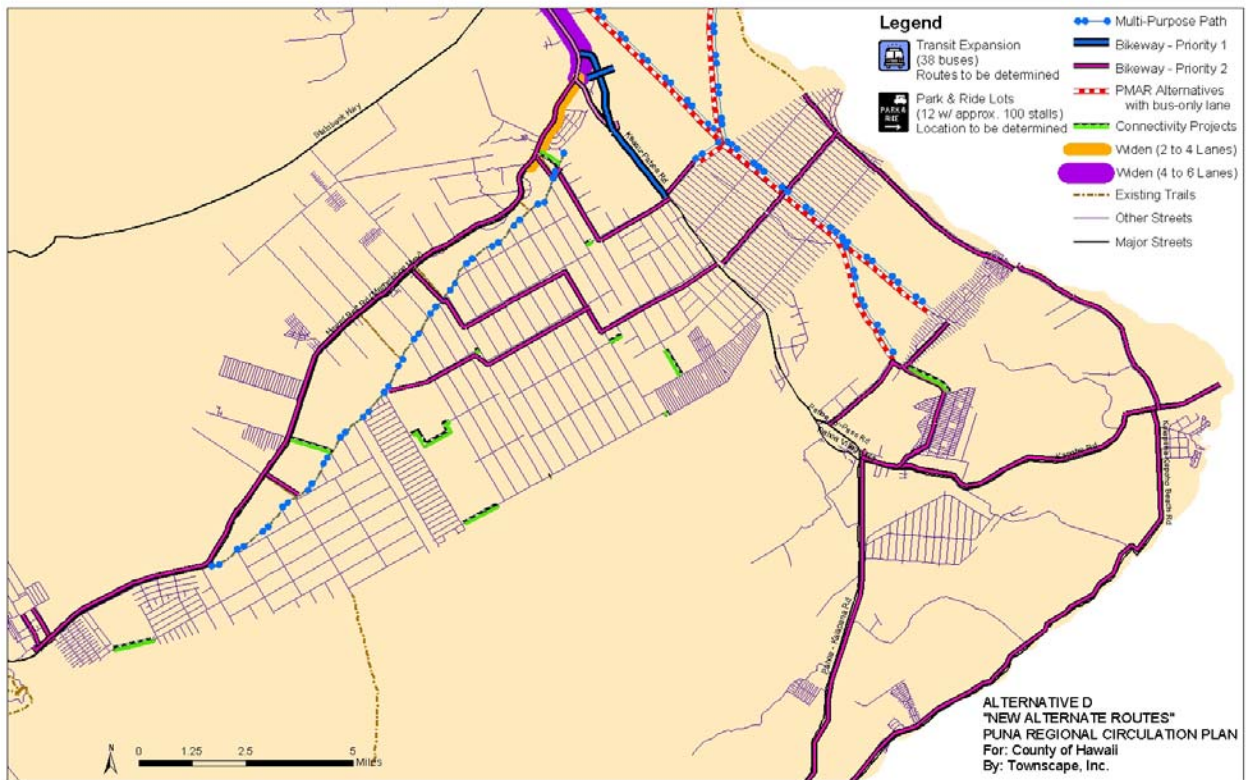 Legend
Transit Expansion
(38 buses)
Routes to be determined
PARK &
RIDE
Park & Ride Lots
(12 w/ approx. 100 stalls)
Location to be determined
Multi-Purpose Path
Bikeway - Priority 1
Bikeway - Priority 2
PMAR Alternatives
with bus-only lane
Connectivity Projects
Widen (2 to 4 Lanes)
Widen (4 to 6 Lanes)
Existing Trails
Other Streets
Major Streets
Stainback Hwy
Keaau-Pahoa Rd
Pahoa By-Pass Rd
Kapoho Rd
Pahoa - Kalapana Rd
N
0 1.25 2.5 5
Miles
ALTERNATIVE D
"NEW ALTERNATE ROUTES"
PUNA REGIONAL CIRCULATION PLAN
For: County of Hawaii
By: Townscape, Inc.